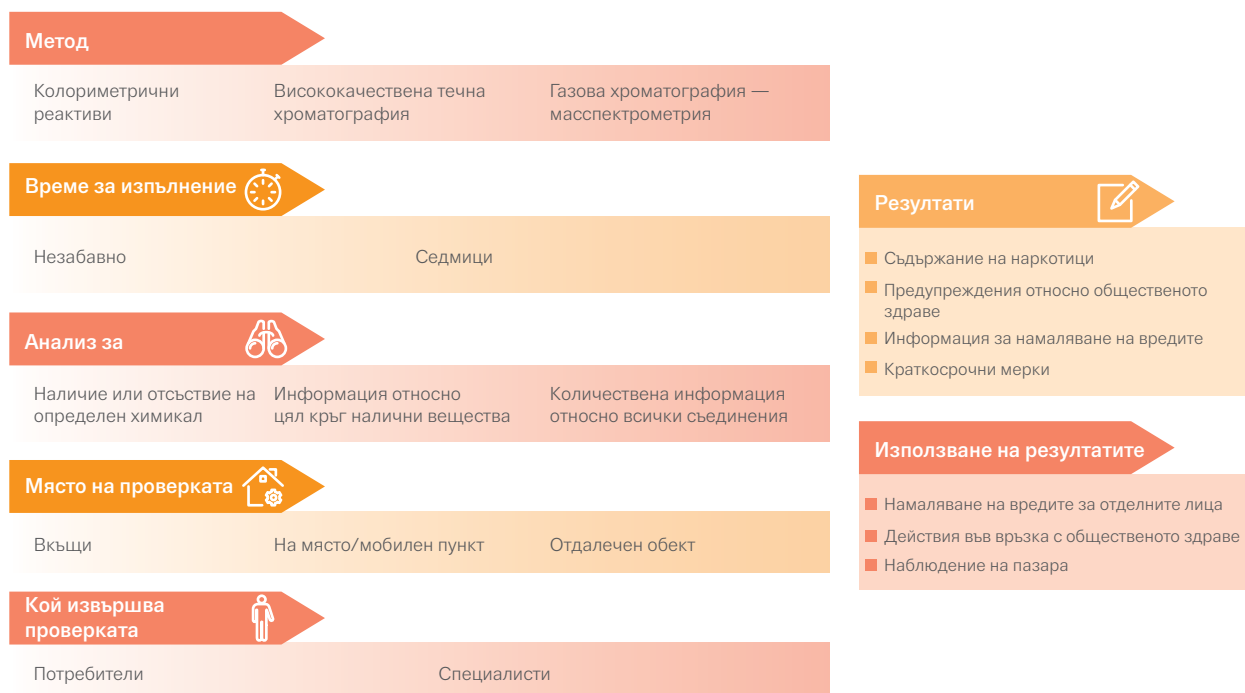 Метод
Колориметрични
реактиви
Висококачествена течна
хроматография
Газова хроматография —
масспектрометрия
Време за изпълнение
Незабавно
Седмици
Анализ за
Наличие или отсъствие на
определен химикал
Информация относно
цял кръг налични вещества
Количествена информация
относно всички съединения
Място на проверката
Вкъщи
На място/мобилен пункт
Отдалечен обект
Кой извършва
проверката
Потребители
Специалисти
Резултати
Съдържание на наркотици
Предупреждения относно общественото
здраве
Информация за намаляване на вредите
Краткосрочни мерки
Използване на резултатите
Намаляване на вредите за отделните лица
Действия във връзка с общественото здраве
Наблюдение на пазара